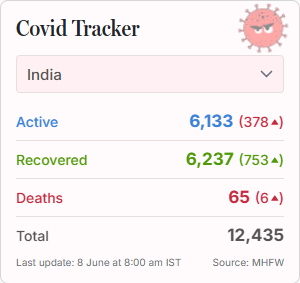 Covid Tracker
India
Active 6,133 (378▲)
Recovered 6,237 (753▲)
Deaths 65 (6▲)
Total 12,435
Last update: 8 June at 8:00 am IST Source: MHFW